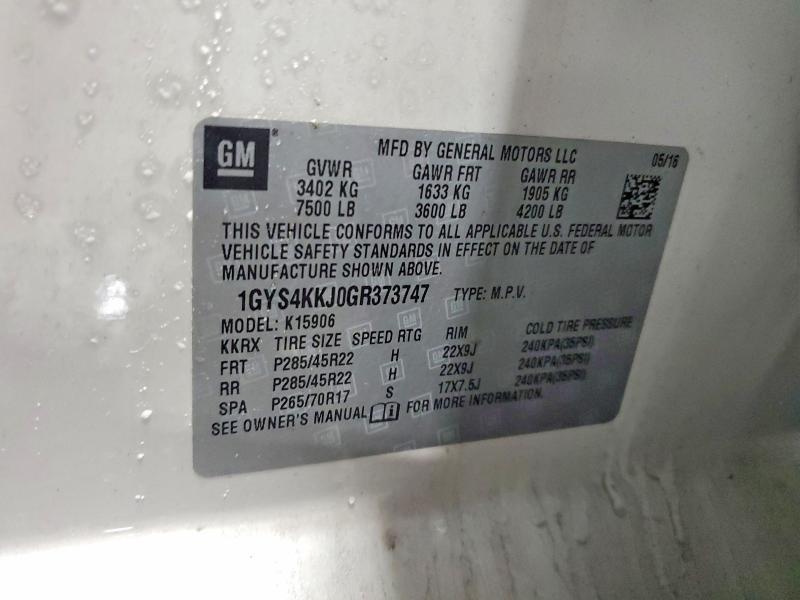 GM ®
MFD BY GENERAL MOTORS LLC 05/16
GVWR GAWR FRT GAWR RR
3402 KG 1633 KG 1905 KG
7500 LB 3600 LB 4200 LB
THIS VEHICLE CONFORMS TO ALL APPLICABLE U.S. FEDERAL MOTOR
VEHICLE SAFETY STANDARDS IN EFFECT ON THE DATE OF
MANUFACTURE SHOWN ABOVE.
1GYS4KKJ0GR373747 TYPE: M.P.V.
MODEL: K15906
KKRX TIRE SIZE SPEED RTG RIM COLD TIRE PRESSURE
FRT P285/45R22 H 22X9J 240KPA(35PSI)
RR P285/45R22 H 22X9J 240KPA(35PSI)
SPA P265/70R17 S 17X7.5J 240KPA(35PSI)
SEE OWNER'S MANUAL i FOR MORE INFORMATION.